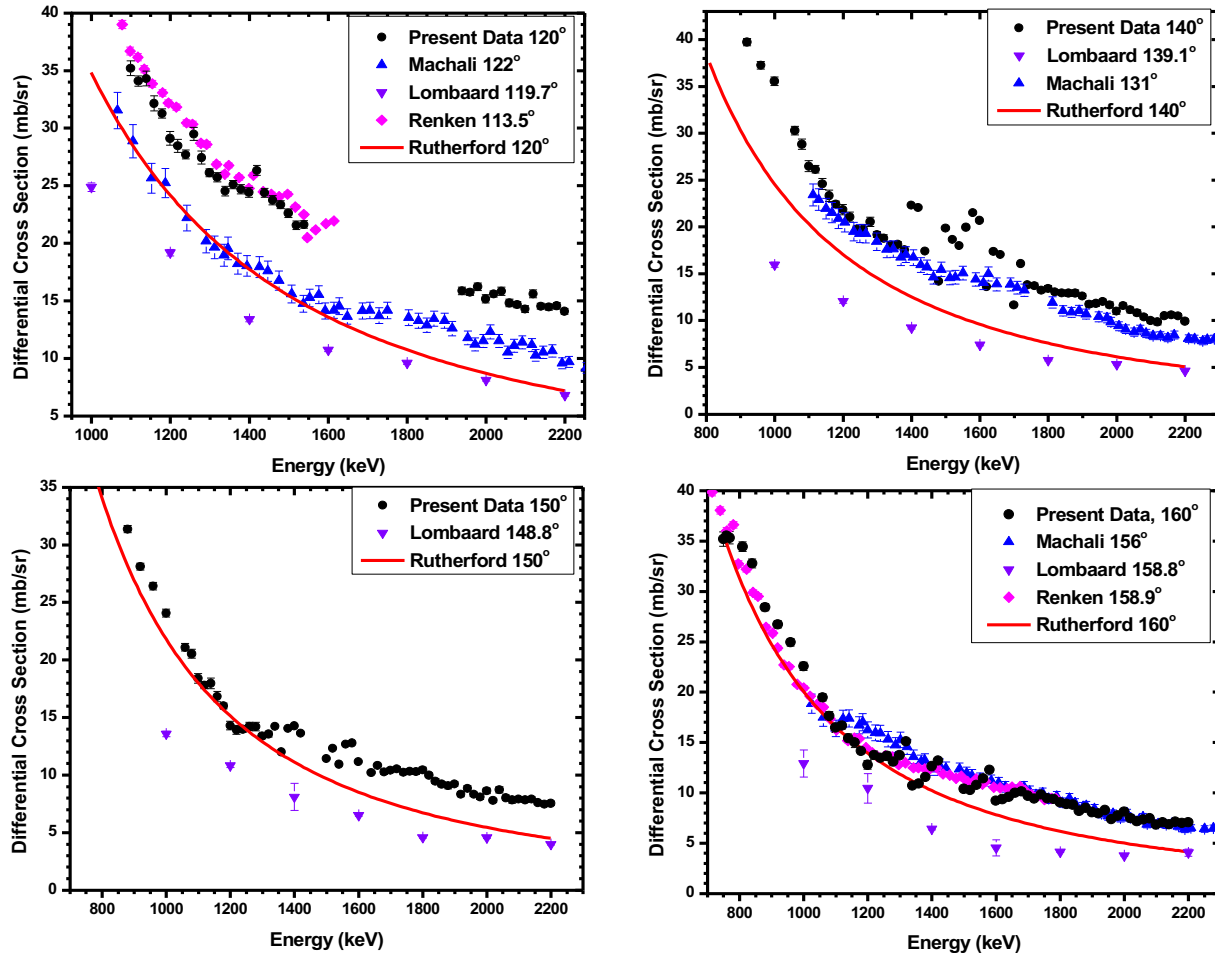 40
35
30
25
20
15
10
5
Differential Cross Section (mb/sr)
1000 1200 1400 1600 1800 2000 2200
Energy (keV)
Present Data 120°
Machali 122°
Lombaard 119.7°
Renken 113.5°
Rutherford 120°
40
35
30
25
20
15
10
5
0
Differential Cross Section (mb/sr)
800 1000 1200 1400 1600 1800 2000 2200
Energy (keV)
Present Data 140°
Lombaard 139.1°
Machali 131°
Rutherford 140°
35
30
25
20
15
10
5
0
Differential Cross Section (mb/sr)
800 1000 1200 1400 1600 1800 2000 2200
Energy (keV)
Present Data 150°
Lombaard 148.8°
Rutherford 150°
40
35
30
25
20
15
10
5
0
Differential Cross Section (mb/sr)
800 1000 1200 1400 1600 1800 2000 2200
Energy (keV)
Present Data, 160°
Machali 156°
Lombaard 158.8°
Renken 158.9°
Rutherford 160°